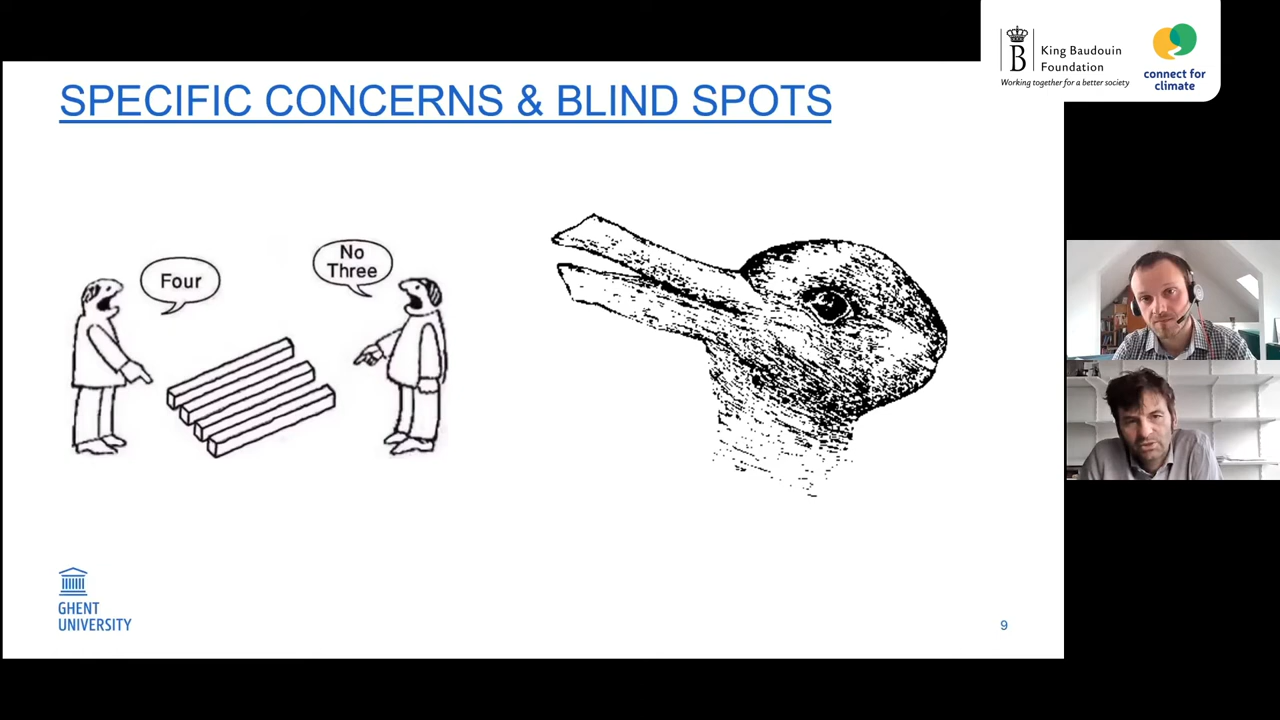 B
King Baudouin
Foundation
Working together for a better society
connect for
climate
SPECIFIC CONCERNS & BLIND SPOTS
Four
No
Three
GHENT
UNIVERSITY
9